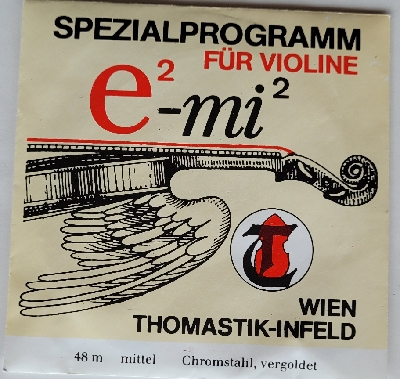 SPEZIALPROGRAMM
FÜR VIOLINE
e²-mi²
WIEN
THOMASTIK-INFELD
48 m mittel Chromstahl, vergoldet